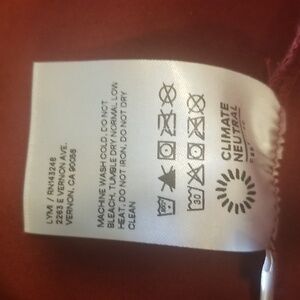 LYMI / RN143248
2263 E VERNON AVE.
VERNON, CA 90058
MACHINE WASH COLD, DO NOT
BLEACH, TUMBLE DRY NORMAL LOW
HEAT, DO NOT IRON, DO NOT DRY
CLEAN
30
CLIMATE
NEUTRAL